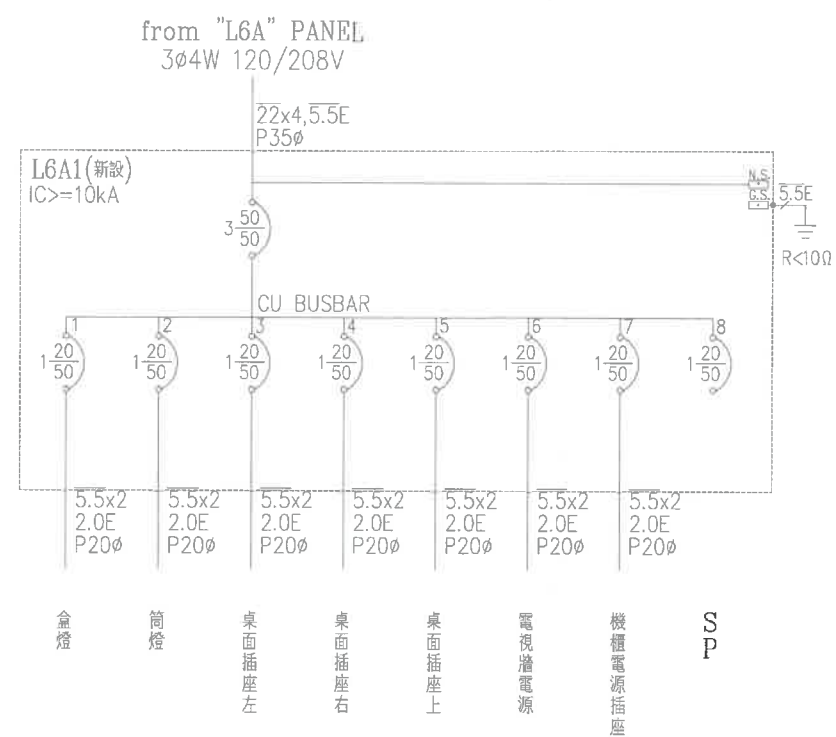 from "L6A" PANEL
3ø4W 120/208V
22x4,5.5E
P35ø
L6A1(新設)
IC>=10kA
N.S.
G.S.
5.5E
R<10Ω
3 50/50
CU BUSBAR
1 2 3 4 5 6 7 8
1 20/50 1 20/50 1 20/50 1 20/50 1 20/50 1 20/50 1 20/50 1 20/50
5.5x2 5.5x2 5.5x2 5.5x2 5.5x2 5.5x2 5.5x2
2.0E 2.0E 2.0E 2.0E 2.0E 2.0E 2.0E
P20ø P20ø P20ø P20ø P20ø P20ø P20ø
盒燈
筒燈
桌面插座左
桌面插座右
桌面插座上
電視牆電源
機櫃電源插座
SP